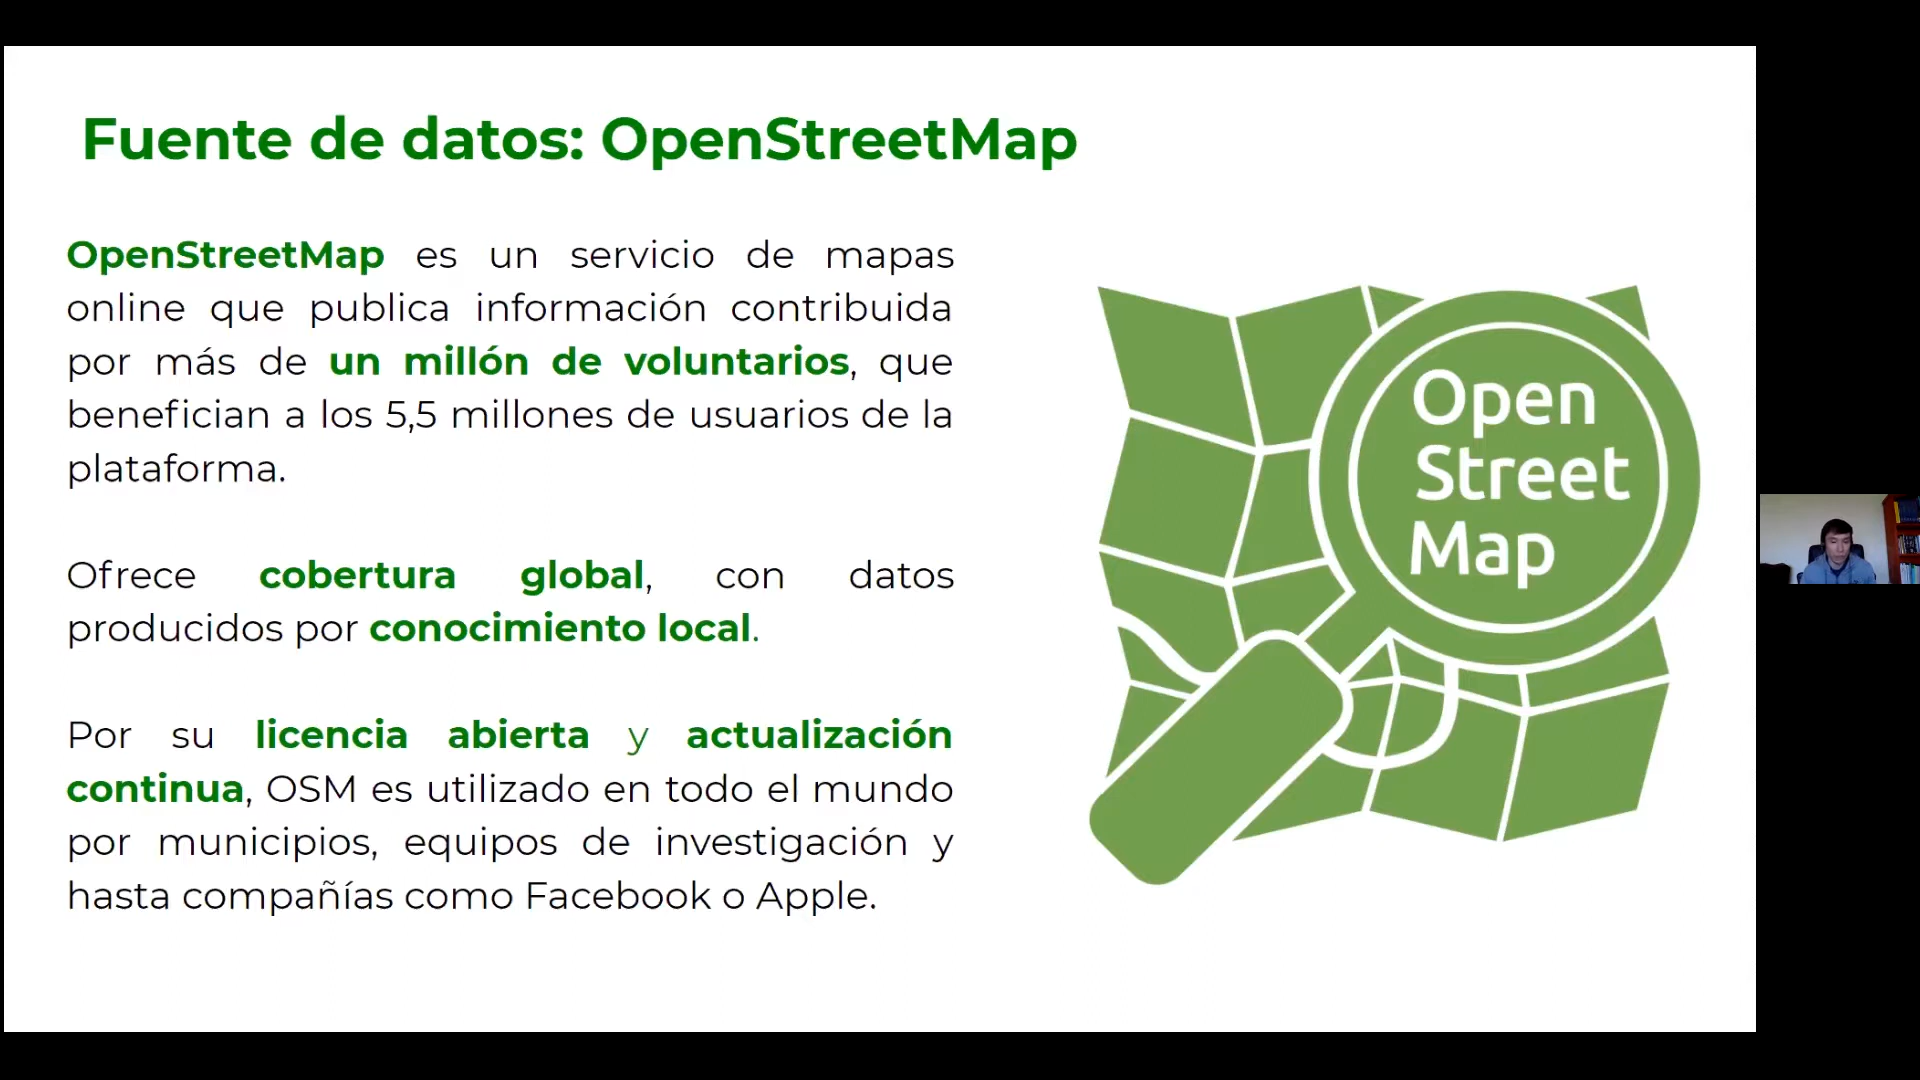 Fuente de datos: OpenStreetMap
OpenStreetMap es un servicio de mapas
online que publica información contribuida
por más de un millón de voluntarios, que
benefician a los 5,5 millones de usuarios de la
plataforma.
Ofrece cobertura global, con datos
producidos por conocimiento local.
Por su licencia abierta y actualización
continua, OSM es utilizado en todo el mundo
por municipios, equipos de investigación y
hasta compañías como Facebook o Apple.
Open
Street
Map